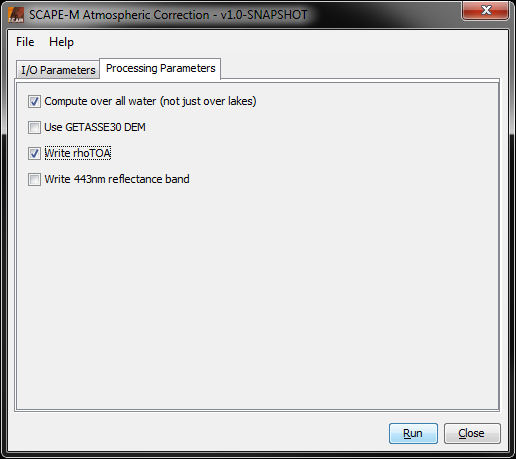 BEAM
SCAPE-M Atmospheric Correction - v1.0-SNAPSHOT
File Help
I/O Parameters Processing Parameters
Compute over all water (not just over lakes)
Use GETASSE30 DEM
Write rhoTOA
Write 443nm reflectance band
Run Close